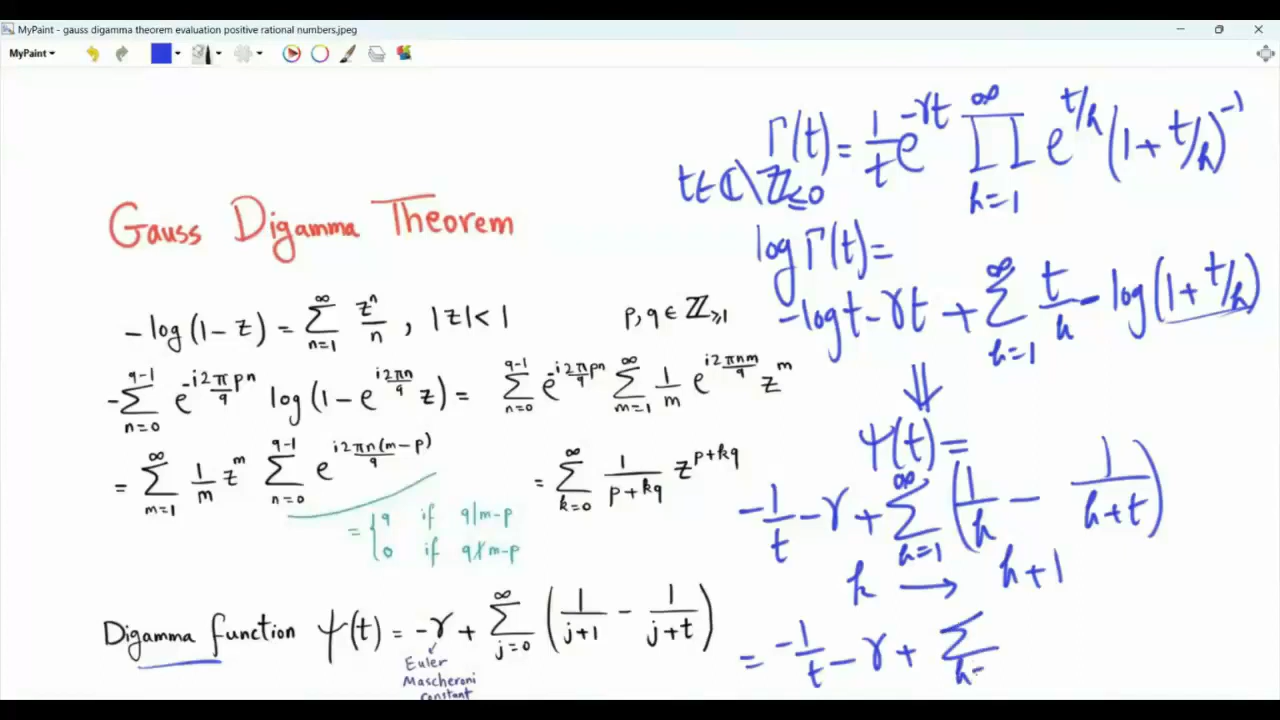 MyPaint - gauss digamma theorem evaluation positive rational numbers.jpeg
MyPaint
Gauss Digamma Theorem
-log(1-z) = ∑_{n=1}^{∞} z^n/n , |z|<1    p,q ∈ ℤ_{≥1}
-∑_{n=0}^{q-1} e^{-i2πpn/q} log(1 - e^{i2πn/q} z) = ∑_{n=0}^{q-1} e^{-i2πpn/q} ∑_{m=1}^{∞} 1/m e^{i2πnm/q} z^m
= ∑_{m=1}^{∞} 1/m z^m ∑_{n=0}^{q-1} e^{i2πn(m-p)/q} = ∑_{k=0}^{∞} 1/(p+kq) z^{p+kq}
= { q if q|m-p
0 if q∤m-p
Digamma function ψ(t) = -γ + ∑_{j=0}^{∞} (1/(j+1) - 1/(j+t))
Euler
Mascheroni
constant
Γ(t) = 1/t e^{-γt} ∏_{k=1}^{∞} e^{t/k} (1+t/k)^{-1}
t∈ℂ\ℤ_{≤0}
log Γ(t) =
-log t - γt + ∑_{k=1}^{∞} t/k - log(1+t/k)
⇓
ψ(t) =
-1/t - γ + ∑_{k=1}^{∞} (1/k - 1/(k+t))
k → k+1
= -1/t - γ + ∑_{k=}